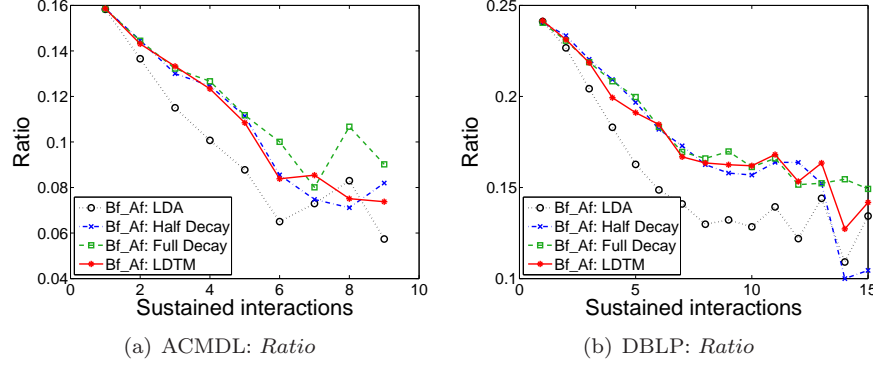 0.16
0.14
0.12
0.1
0.08
0.06
0.04
Ratio
Bf_Af: LDA
Bf_Af: Half Decay
Bf_Af: Full Decay
Bf_Af: LDTM
0 2 4 6 8 10
Sustained interactions
(a) ACMDL: Ratio
0.25
0.2
0.15
0.1
Ratio
Bf_Af: LDA
Bf_Af: Half Decay
Bf_Af: Full Decay
Bf_Af: LDTM
0 5 10 15
Sustained interactions
(b) DBLP: Ratio